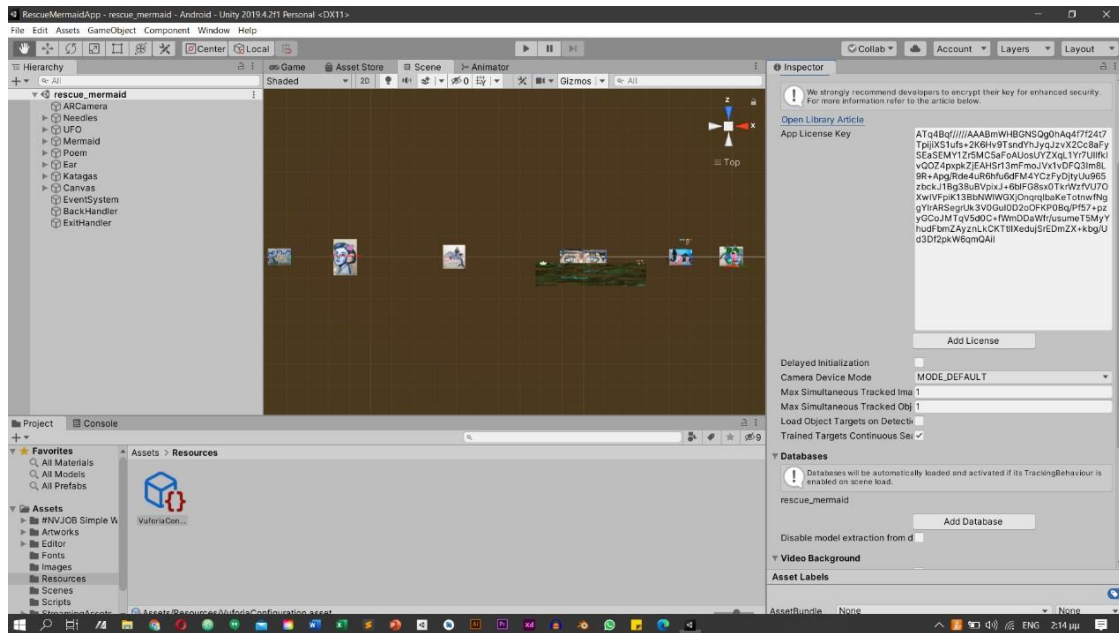 RescueMermaidApp - rescue_mermaid - Android - Unity 2019.4.2f1 Personal <DX11>
File Edit Assets GameObject Component Window Help
Center Local Collab Account Layers Layout
Hierarchy
All
rescue_mermaid
ARCamera
Needles
UFO
Mermaid
Poem
Ear
Katagas
Canvas
EventSystem
BackHandler
ExitHandler
Game Asset Store Scene Animator
Shaded 2D 0 Gizmos All
z
x
Top
Inspector
We strongly recommend developers to encrypt their key for enhanced security.
For more information refer to the article below.
Open Library Article
App License Key
Add License
Delayed Initialization
Camera Device Mode MODE_DEFAULT
Max Simultaneous Tracked Ima 1
Max Simultaneous Tracked Obj 1
Load Object Targets on Detecti
Trained Targets Continuous Sea
Databases
Databases will be automatically loaded and activated if its TrackingBehaviour is
enabled on scene load.
rescue_mermaid
Add Database
Disable model extraction from d
Video Background
Asset Labels
AssetBundle None None
Project Console
9
Favorites
All Materials
All Models
All Prefabs
Assets
#NVJOB Simple W
Artworks
Editor
Fonts
Images
Resources
Scenes
Scripts
StreamingAssets
Assets > Resources
VuforiaCon...
Assets/Resources/VuforiaConfiguration.asset
ENG 2:14 μμ